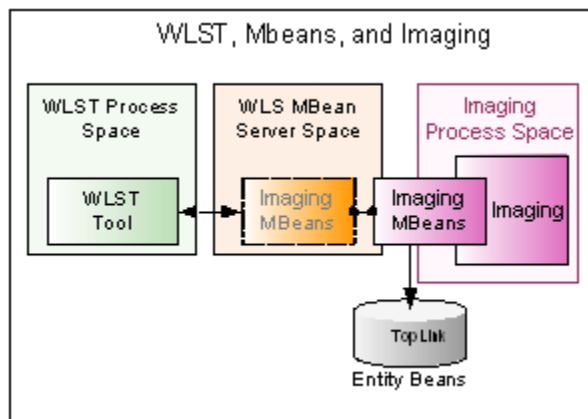 WLST, Mbeans, and Imaging
WLST Process
Space
WLS MBean
Server Space
Imaging
Process Space
WLST
Tool
Imaging
MBeans
Imaging
MBeans
Imaging
TopLink
Entity Beans